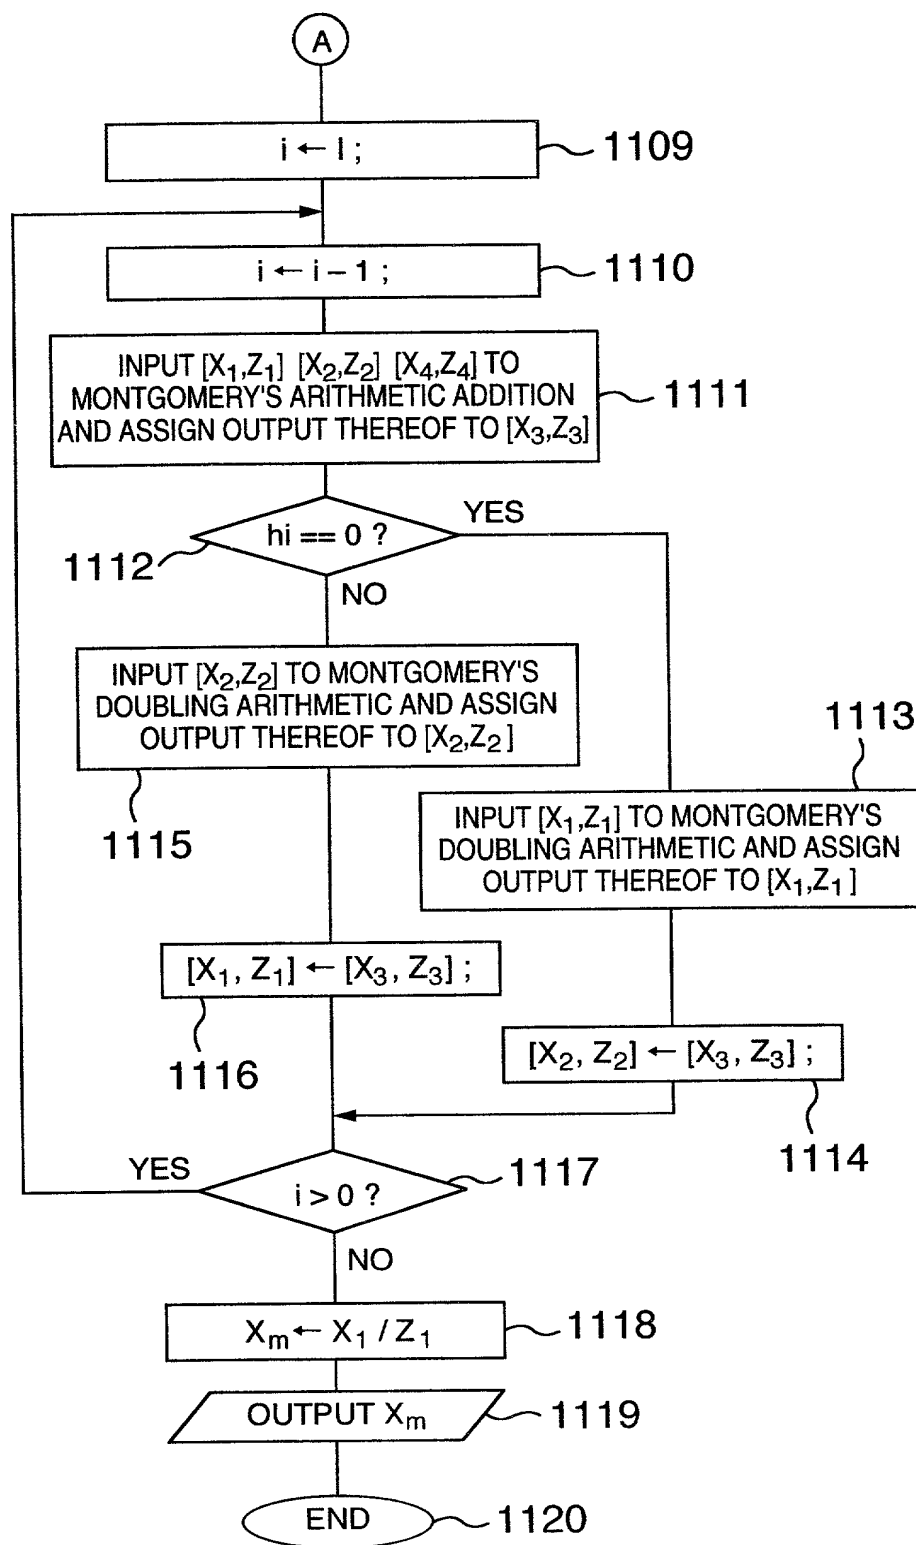 A
i ← l ;
1109
i ← i – 1 ;
1110
INPUT [X₁,Z₁] [X₂,Z₂] [X₄,Z₄] TO
MONTGOMERY'S ARITHMETIC ADDITION
AND ASSIGN OUTPUT THEREOF TO [X₃,Z₃]
1111
hi == 0 ?
YES
1112
NO
INPUT [X₂,Z₂] TO MONTGOMERY'S
DOUBLING ARITHMETIC AND ASSIGN
OUTPUT THEREOF TO [X₂,Z₂ ]
1115
1113
INPUT [X₁,Z₁] TO MONTGOMERY'S
DOUBLING ARITHMETIC AND ASSIGN
OUTPUT THEREOF TO [X₁,Z₁ ]
[X₁, Z₁] ← [X₃, Z₃] ;
1116
[X₂, Z₂] ← [X₃, Z₃] ;
1114
YES
i > 0 ?
1117
NO
Xₘ ← X₁ / Z₁
1118
OUTPUT Xₘ
1119
END
1120